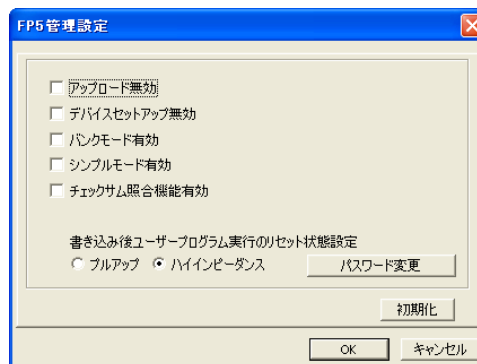 FP5管理設定
アップロード無効
デバイスセットアップ無効
バンクモード有効
シンプルモード有効
チェックサム照合機能有効
書き込み後ユーザープログラム実行のリセット状態設定
プルアップ ハイインピーダンス パスワード変更
初期化
OK キャンセル